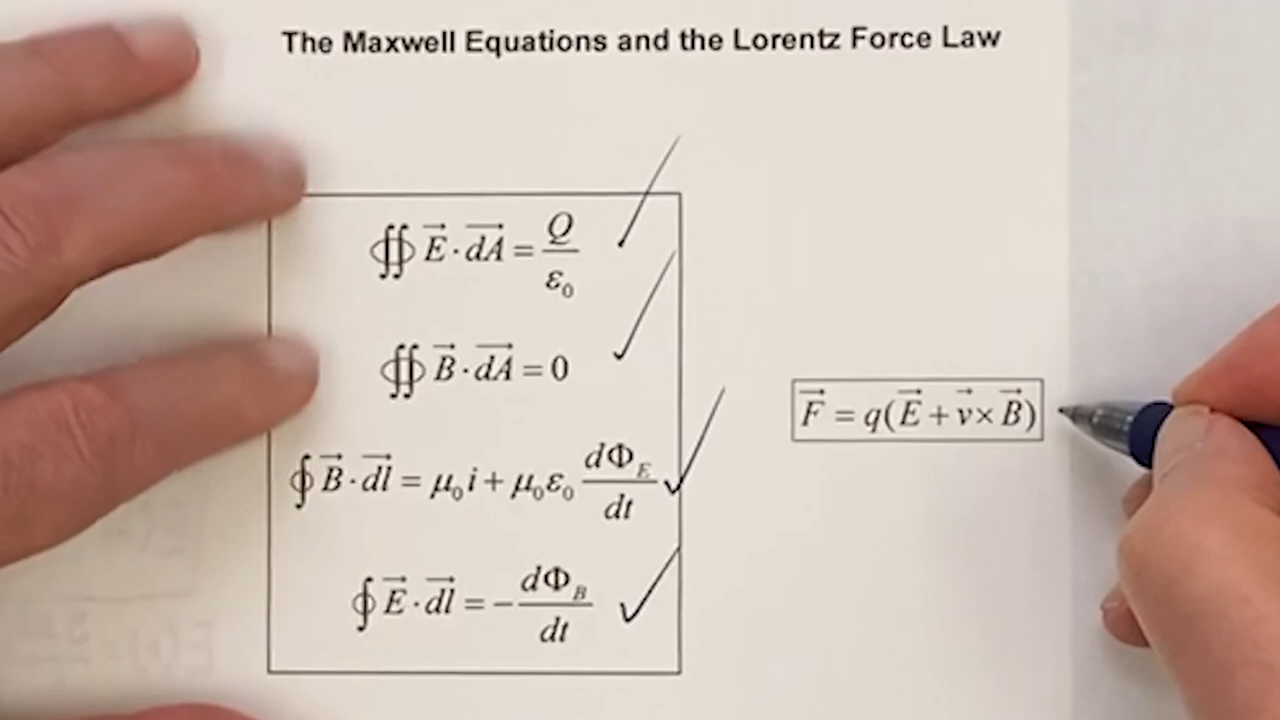 The Maxwell Equations and the Lorentz Force Law
∯ E⃗ · dA⃗ = Q/ε₀
∯ B⃗ · dA⃗ = 0
∮ B⃗ · dl⃗ = μ₀i + μ₀ε₀ dΦ_E/dt
∮ E⃗ · dl⃗ = − dΦ_B/dt
F⃗ = q(E⃗ + v⃗ × B⃗)